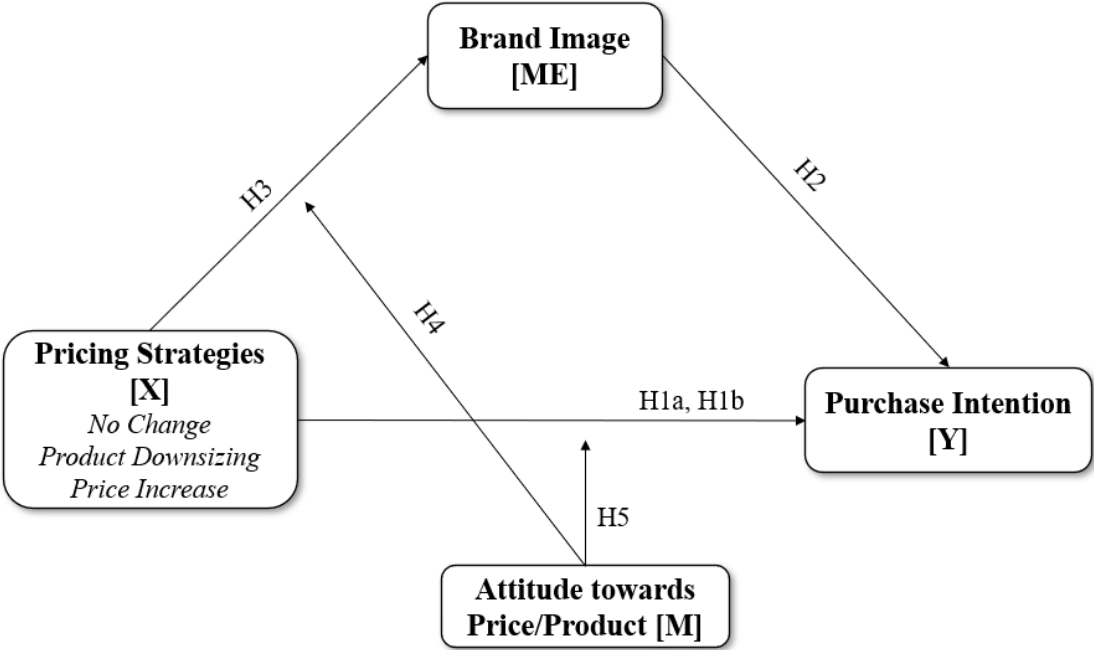 Brand Image
[ME]
H3
H2
H4
Pricing Strategies
[X]
No Change
Product Downsizing
Price Increase
H1a, H1b
Purchase Intention
[Y]
H5
Attitude towards
Price/Product [M]